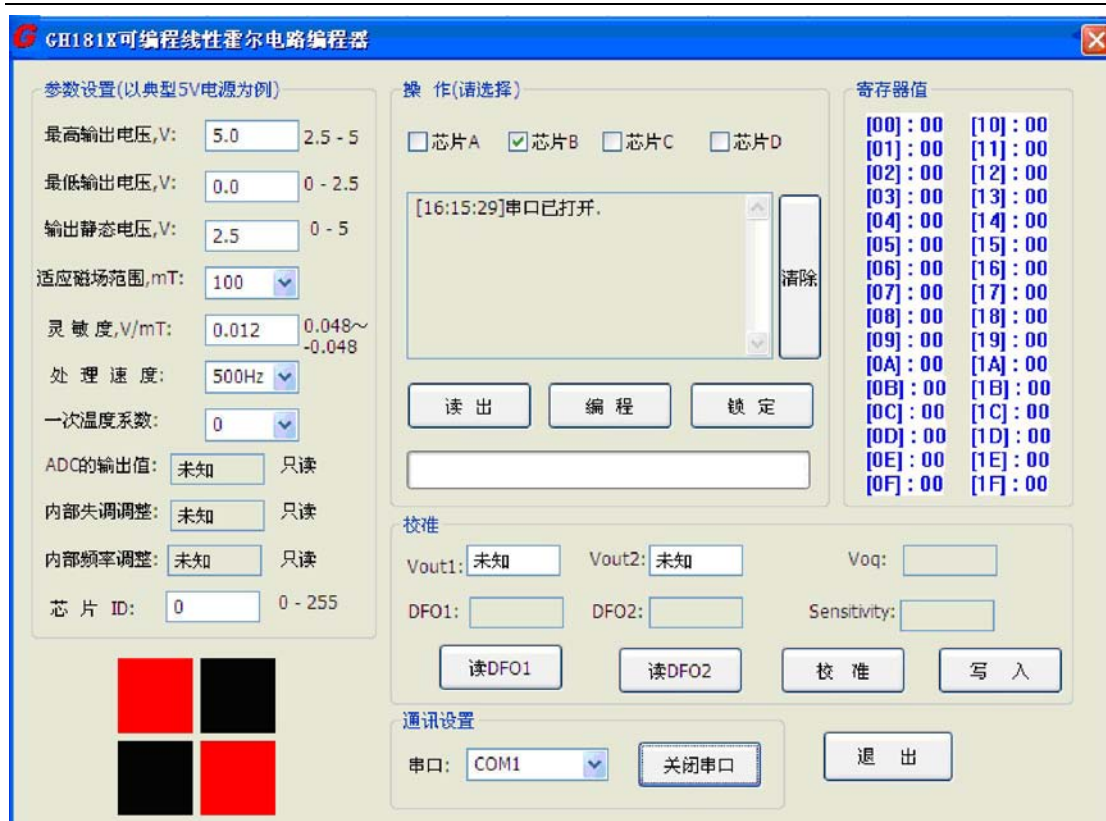 G GH181X可编程线性霍尔电路编程器
参数设置(以典型5V电源为例)
最高输出电压,V: 5.0 2.5 - 5
最低输出电压,V: 0.0 0 - 2.5
输出静态电压,V: 2.5 0 - 5
适应磁场范围,mT: 100
灵 敏 度,V/mT: 0.012 0.048～
-0.048
处 理 速 度: 500Hz
一次温度系数: 0
ADC的输出值: 未知 只读
内部失调调整: 未知 只读
内部频率调整: 未知 只读
芯 片 ID: 0 0 - 255
操 作(请选择)
芯片A 芯片B 芯片C 芯片D
[16:15:29]串口已打开.
清除
读 出 编 程 锁 定
寄存器值
[00] : 00 [10] : 00
[01] : 00 [11] : 00
[02] : 00 [12] : 00
[03] : 00 [13] : 00
[04] : 00 [14] : 00
[05] : 00 [15] : 00
[06] : 00 [16] : 00
[07] : 00 [17] : 00
[08] : 00 [18] : 00
[09] : 00 [19] : 00
[0A] : 00 [1A] : 00
[0B] : 00 [1B] : 00
[0C] : 00 [1C] : 00
[0D] : 00 [1D] : 00
[0E] : 00 [1E] : 00
[0F] : 00 [1F] : 00
校准
Vout1: 未知 Vout2: 未知 Voq:
DFO1: DFO2: Sensitivity:
读DFO1 读DFO2 校 准 写 入
通讯设置
串口: COM1 关闭串口
退 出